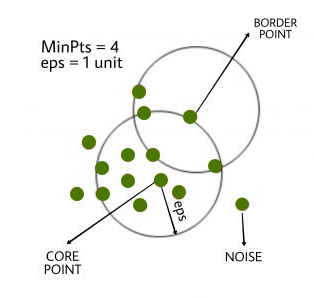 BORDER
POINT
MinPts = 4
eps = 1 unit
eps
CORE
POINT
NOISE